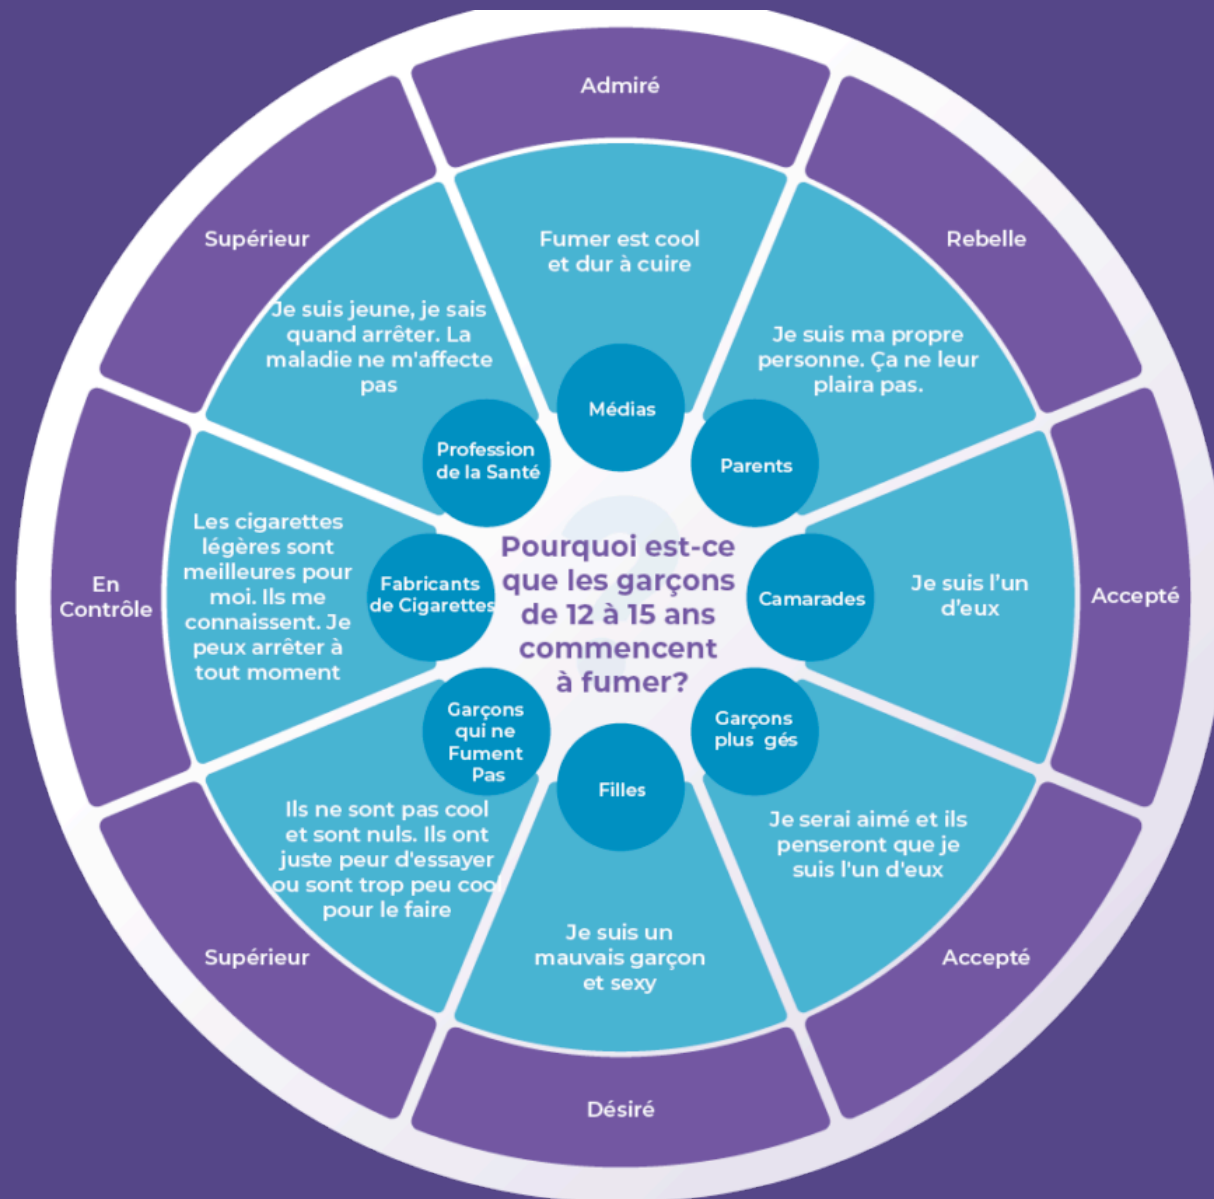 Admiré
Rebelle
Accepté
Accepté
Désiré
Supérieur
En
Contrôle
Supérieur
Fumer est cool
et dur à cuire
Je suis ma propre
personne. Ça ne leur
plaira pas.
Je suis l’un
d’eux
Je serai aimé et ils
penseront que je
suis l'un d'eux
Je suis un
mauvais garçon
et sexy
Ils ne sont pas cool
et sont nuls. Ils ont
juste peur d'essayer
ou sont trop peu cool
pour le faire
Les cigarettes
légères sont
meilleures pour
moi. Ils me
connaissent. Je
peux arrêter à
tout moment
Je suis jeune, je sais
quand arrêter. La
maladie ne m'affecte
pas
Médias
Parents
Camarades
Garçons
plus gés
Filles
Garçons
qui ne
Fument
Pas
Fabricants
de Cigarettes
Profession
de la Santé
?
Pourquoi est-ce
que les garçons
de 12 à 15 ans
commencent
à fumer?